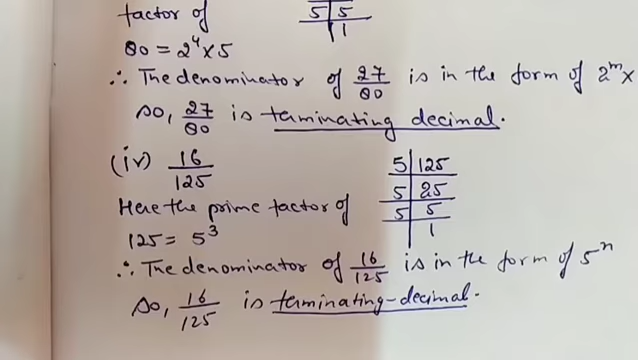 factor of
5 5
1
80 = 2⁴ × 5
∴ The denominator of 27/80 is in the form of 2ᵐ ×
so, 27/80 is terminating decimal.
(iv) 16/125
5 125
5 25
Here the prime factor of
5 5
1
125 = 5³
∴ The denominator of 16/125 is in the form of 5ⁿ
so, 16/125 is terminating-decimal.